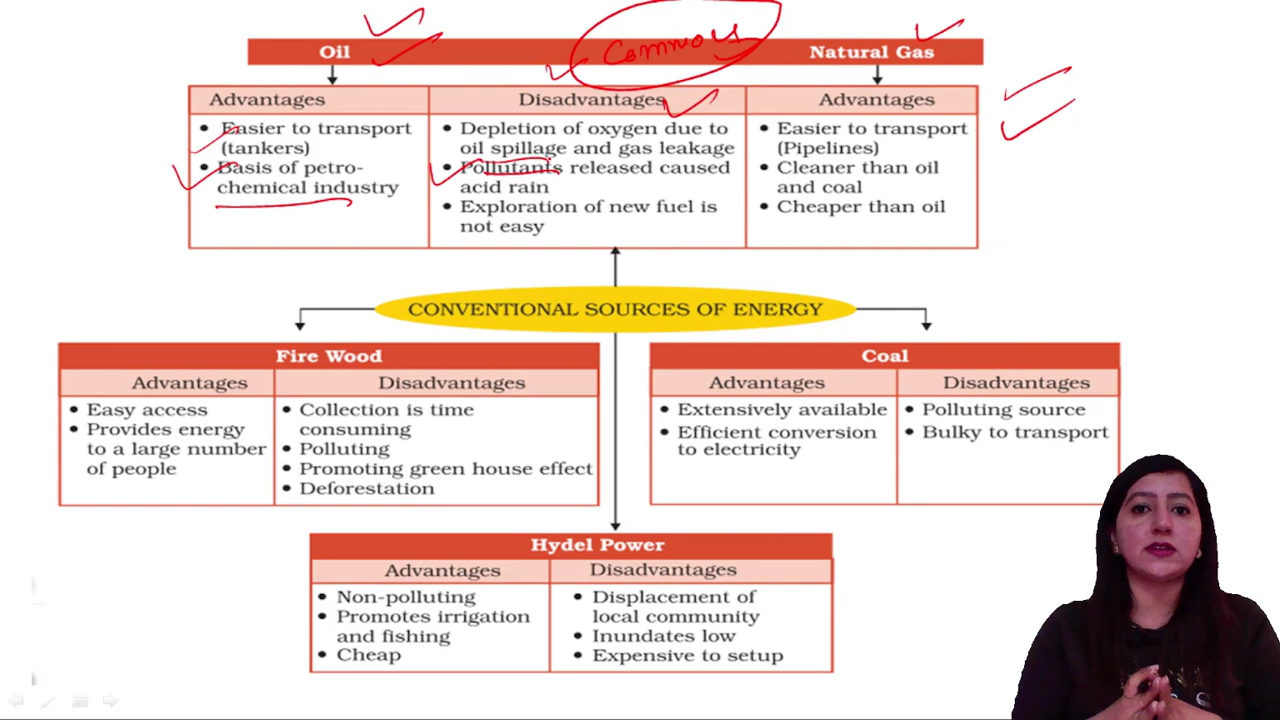 Common
Oil
Natural Gas
Advantages
Disadvantages
Advantages
• Easier to transport
(tankers)
• Basis of petro-
chemical industry
• Depletion of oxygen due to
oil spillage and gas leakage
• Pollutants released caused
acid rain
• Exploration of new fuel is
not easy
• Easier to transport
(Pipelines)
• Cleaner than oil
and coal
• Cheaper than oil
CONVENTIONAL SOURCES OF ENERGY
Fire Wood
Advantages
Disadvantages
• Easy access
• Provides energy
to a large number
of people
• Collection is time
consuming
• Polluting
• Promoting green house effect
• Deforestation
Coal
Advantages
Disadvantages
• Extensively available
• Efficient conversion
to electricity
• Polluting source
• Bulky to transport
Hydel Power
Advantages
Disadvantages
• Non-polluting
• Promotes irrigation
and fishing
• Cheap
• Displacement of
local community
• Inundates low
• Expensive to setup